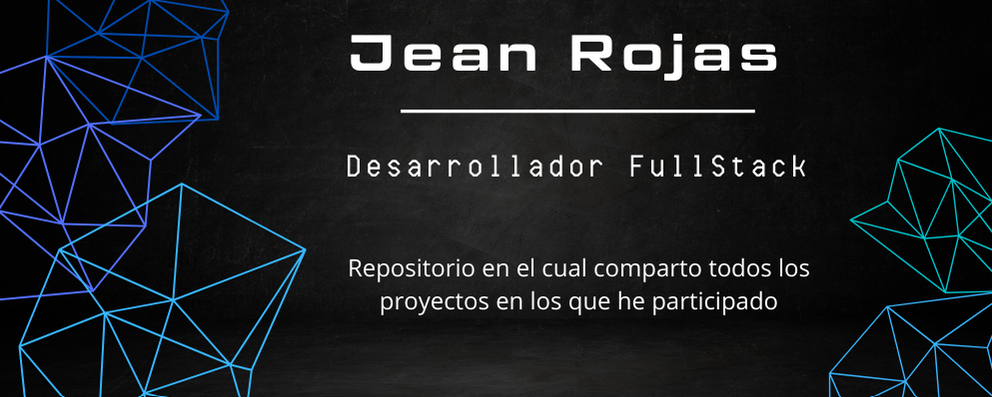 Jean Rojas
Desarrollador FullStack
Repositorio en el cual comparto todos los
proyectos en los que he participado